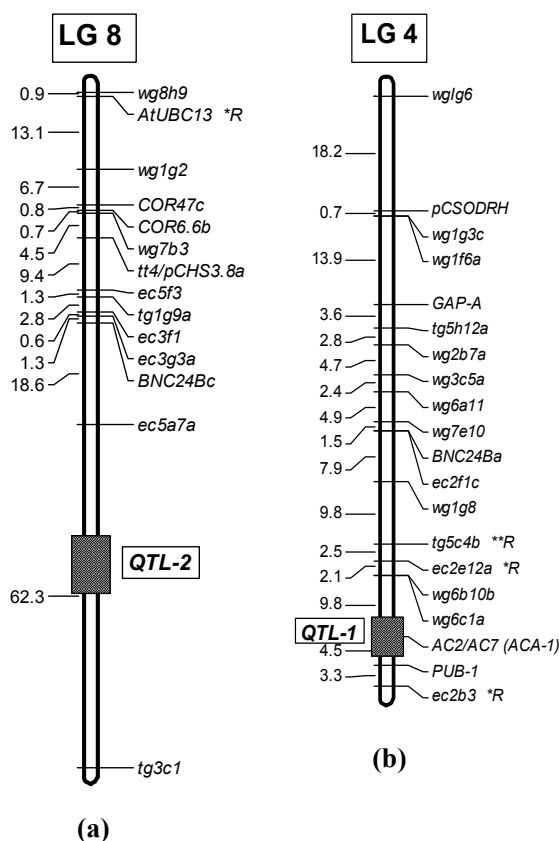 LG 8
0.9
13.1
6.7
0.8
0.7
4.5
9.4
1.3
2.8
0.6
1.3
18.6
62.3
wg8h9
AtUBC13 *R
wg1g2
COR47c
COR6.6b
wg7b3
tt4/pCHS3.8a
ec5f3
tg1g9a
ec3f1
ec3g3a
BNC24Bc
ec5a7a
QTL-2
tg3c1
(a)
LG 4
18.2
0.7
13.9
3.6
2.8
4.7
2.4
4.9
1.5
7.9
9.8
2.5
2.1
9.8
QTL-1
4.5
3.3
wglg6
pCSODRH
wg1g3c
wg1f6a
GAP-A
tg5h12a
wg2b7a
wg3c5a
wg6a11
wg7e10
BNC24Ba
ec2f1c
wg1g8
tg5c4b **R
ec2e12a *R
wg6b10b
wg6c1a
AC2/AC7 (ACA-1)
PUB-1
ec2b3 *R
(b)